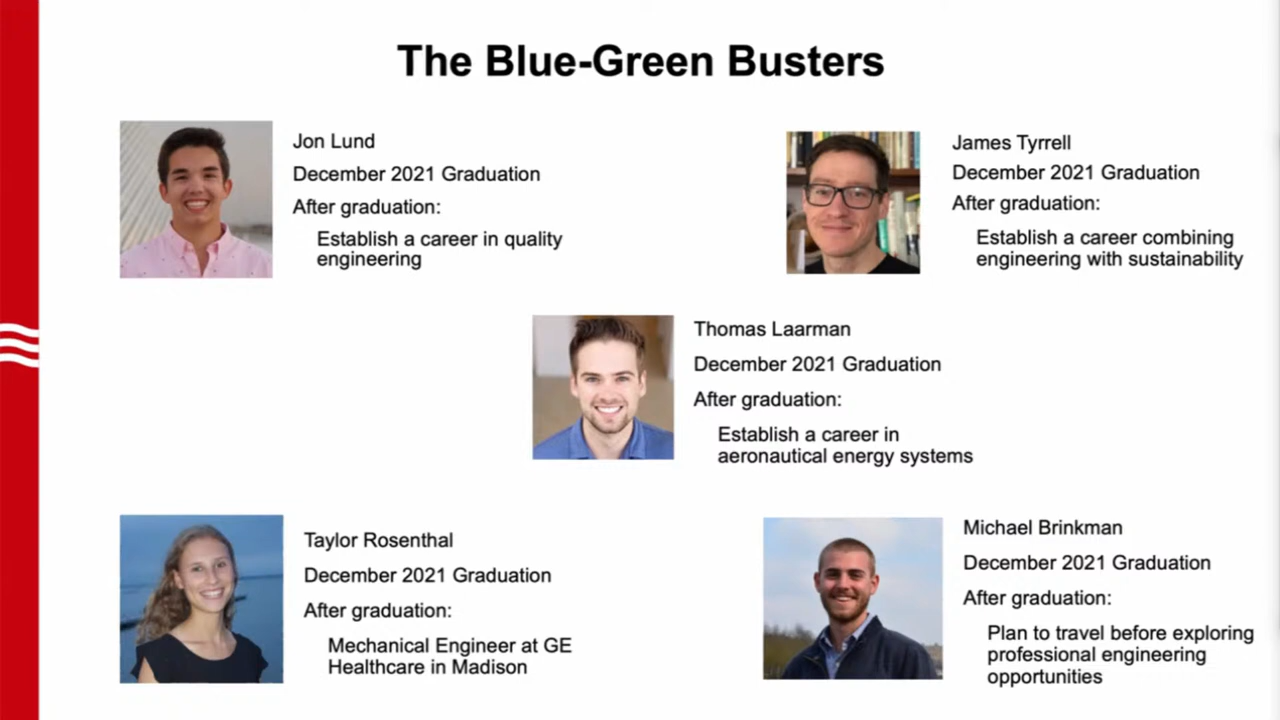 The Blue-Green Busters
Jon Lund
December 2021 Graduation
After graduation:
Establish a career in quality
engineering
James Tyrrell
December 2021 Graduation
After graduation:
Establish a career combining
engineering with sustainability
Thomas Laarman
December 2021 Graduation
After graduation:
Establish a career in
aeronautical energy systems
Taylor Rosenthal
December 2021 Graduation
After graduation:
Mechanical Engineer at GE
Healthcare in Madison
Michael Brinkman
December 2021 Graduation
After graduation:
Plan to travel before exploring
professional engineering
opportunities